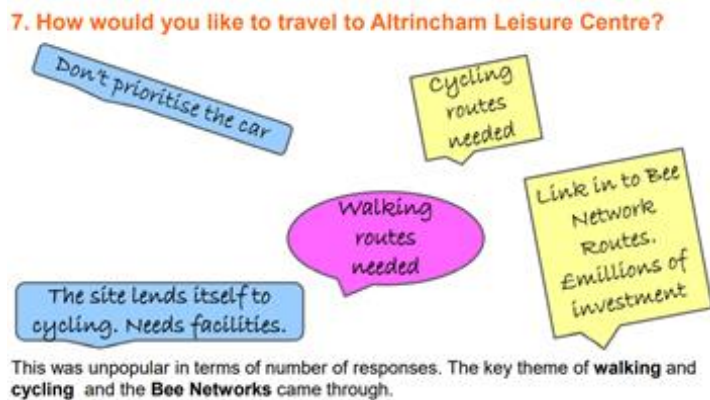 7. How would you like to travel to Altrincham Leisure Centre?
Don't prioritise the car
Cycling
routes
needed
Walking
routes
needed
Link in to Bee
Network
Routes.
£millions of
investment
The site lends itself to
cycling. Needs facilities.
This was unpopular in terms of number of responses. The key theme of walking and
cycling and the Bee Networks came through.